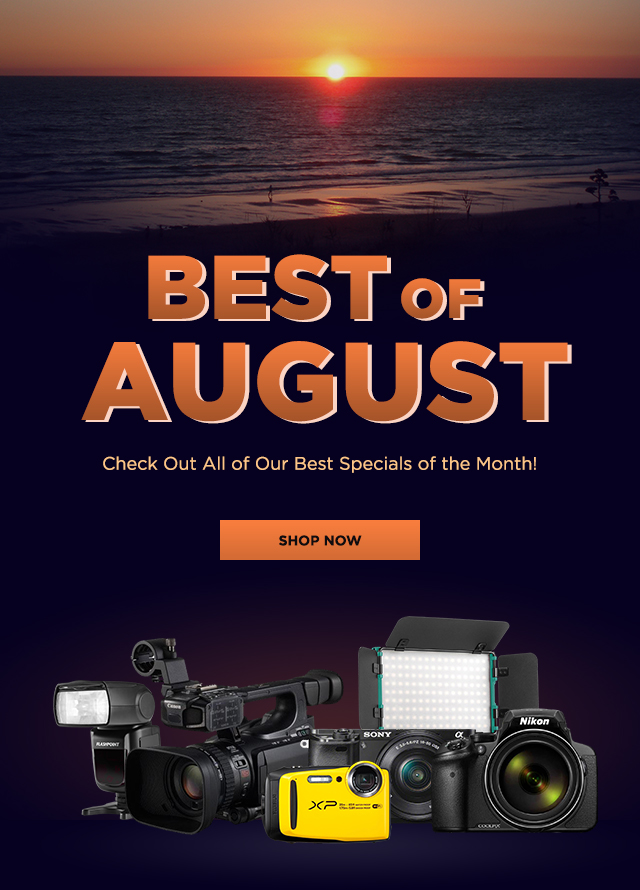 BEST OF
AUGUST
Check Out All of Our Best Specials of the Month!
SHOP NOW
Canon
FLASHPOINT
SONY
α
Nikon
XP
COOLPIX